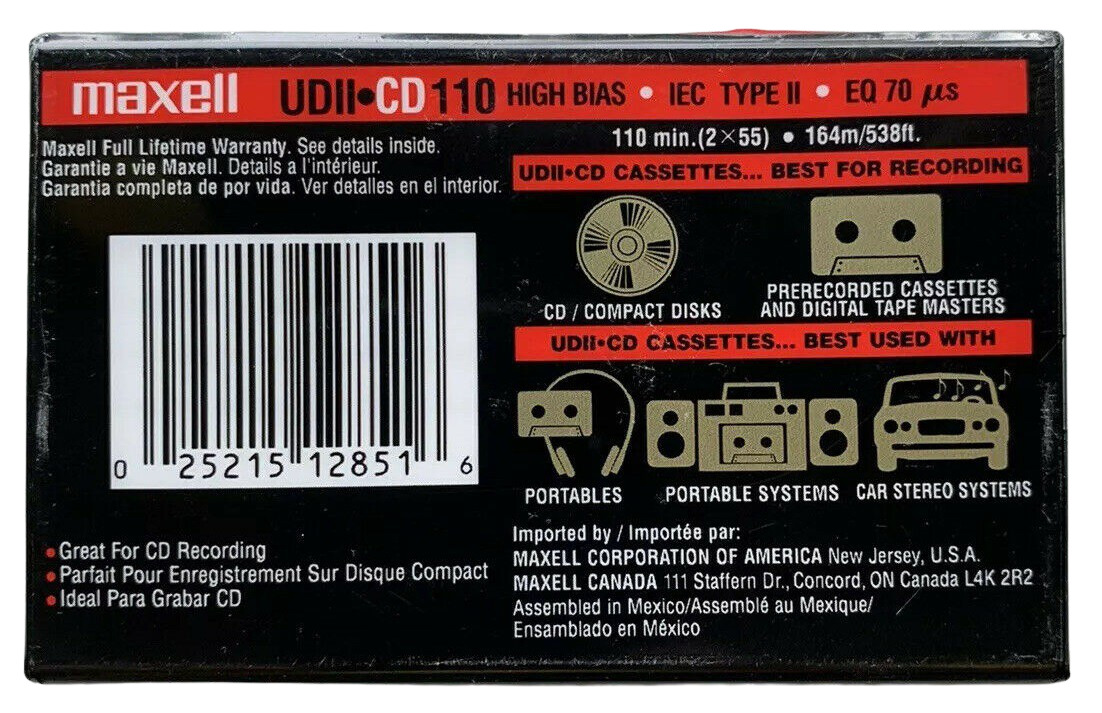 maxell UDII•CD 110 HIGH BIAS • IEC TYPE II • EQ 70 µs
110 min.(2×55) • 164m/538ft.
Maxell Full Lifetime Warranty. See details inside.
Garantie a vie Maxell. Details a l'intérieur.
Garantia completa de por vida. Ver detalles en el interior.
UDII•CD CASSETTES... BEST FOR RECORDING
CD / COMPACT DISKS
PRERECORDED CASSETTES
AND DIGITAL TAPE MASTERS
UDII•CD CASSETTES... BEST USED WITH
PORTABLES
PORTABLE SYSTEMS
CAR STEREO SYSTEMS
0 25215 12851 6
• Great For CD Recording
• Parfait Pour Enregistrement Sur Disque Compact
• Ideal Para Grabar CD
Imported by / Importée par:
MAXELL CORPORATION OF AMERICA New Jersey, U.S.A.
MAXELL CANADA 111 Staffern Dr., Concord, ON Canada L4K 2R2
Assembled in Mexico/Assemblé au Mexique/
Ensamblado en México